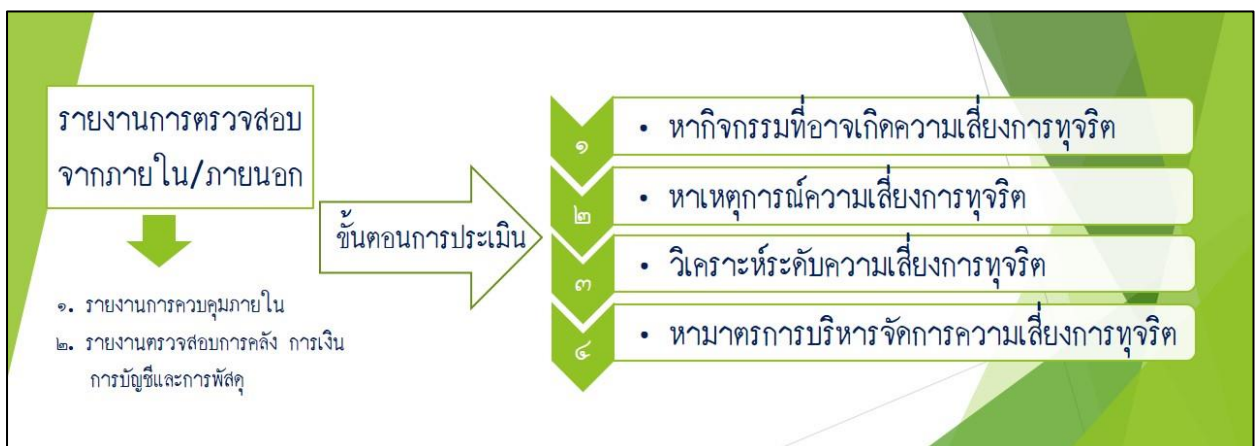 รายงานการตรวจสอบ
จากภายใน/ภายนอก
๑. รายงานการควบคุมภายใน
๒. รายงานตรวจสอบการคลัง การเงิน
การบัญชีและการพัสดุ
ขั้นตอนการประเมิน
๑
• หากิจกรรมที่อาจเกิดความเสี่ยงการทุจริต
๒
• หาเหตุการณ์ความเสี่ยงการทุจริต
๓
• วิเคราะห์ระดับความเสี่ยงการทุจริต
๔
• หามาตรการบริหารจัดการความเสี่ยงการทุจริต